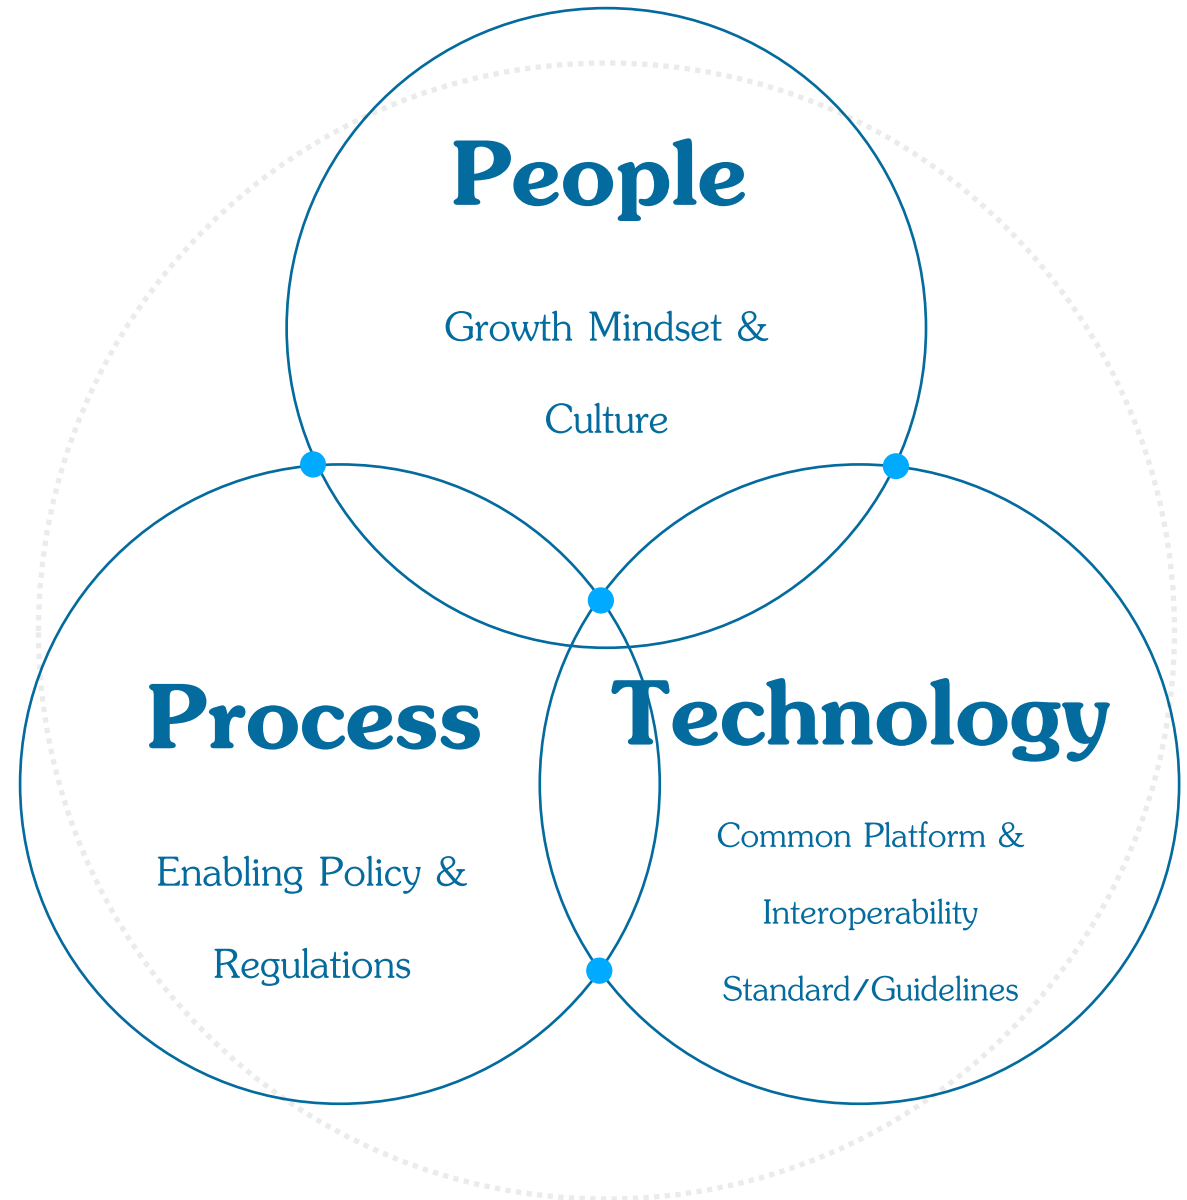 People
Growth Mindset &
Culture
Process
Enabling Policy &
Regulations
Technology
Common Platform &
Interoperability
Standard/Guidelines